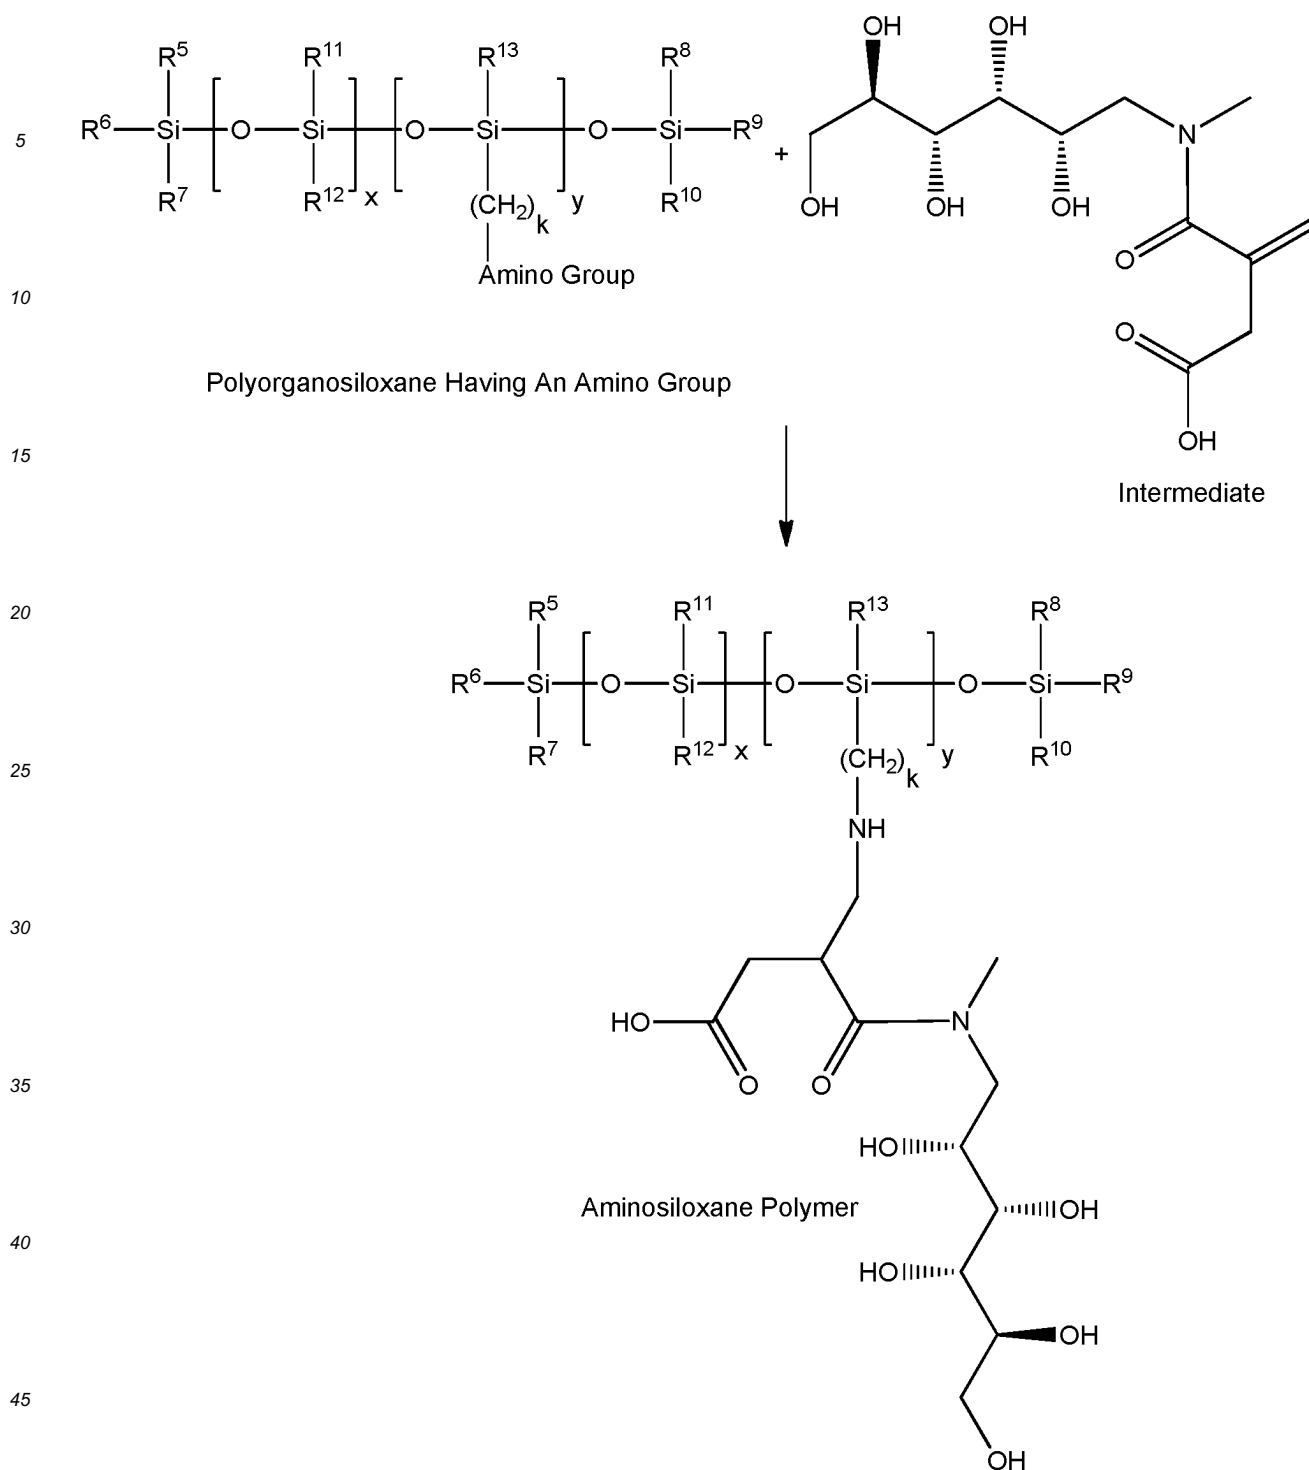 OH OH
R⁵ R¹¹ R¹³ R⁸
R⁶ Si O Si O Si O Si R⁹ + N
5
R⁷ R¹² x (CH₂)k y R¹⁰ OH OH OH
O
Amino Group
10
O
Polyorganosiloxane Having An Amino Group
OH
15
Intermediate
20
R⁵ R¹¹ R¹³ R⁸
R⁶ Si O Si O Si O Si R⁹
R⁷ R¹² x (CH₂)k y R¹⁰
25
NH
30
HO N
O O
35
HO
Aminosiloxane Polymer OH
40
HO
OH
45
OH